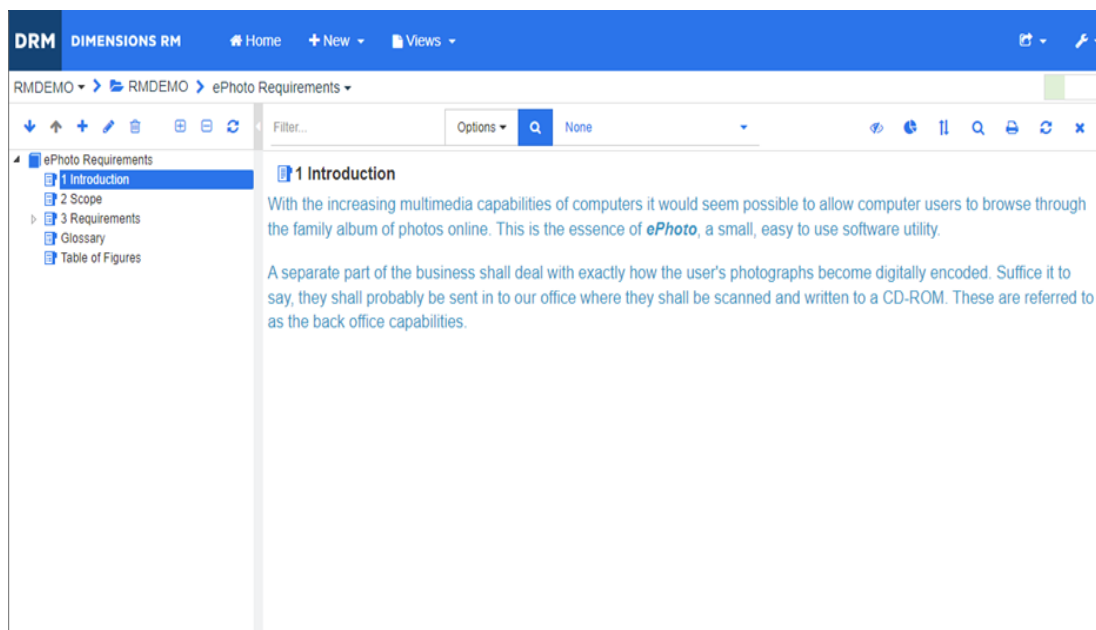 DRM DIMENSIONS RM Home New Views
RMDEMO RMDEMO ePhoto Requirements
Filter... Options None
ePhoto Requirements
1 Introduction
2 Scope
3 Requirements
Glossary
Table of Figures
1 Introduction
With the increasing multimedia capabilities of computers it would seem possible to allow computer users to browse through
the family album of photos online. This is the essence of ePhoto, a small, easy to use software utility.
A separate part of the business shall deal with exactly how the user's photographs become digitally encoded. Suffice it to
say, they shall probably be sent in to our office where they shall be scanned and written to a CD-ROM. These are referred to
as the back office capabilities.